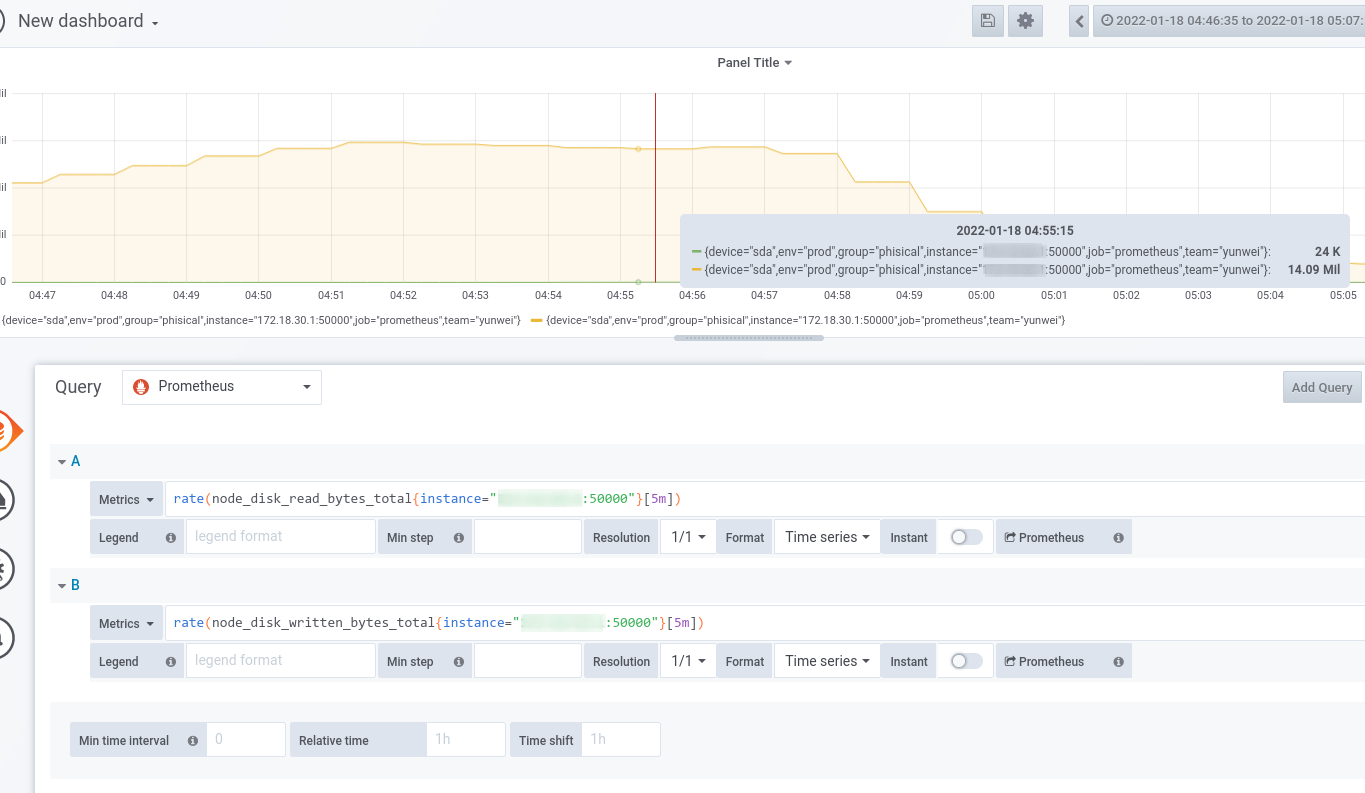 New dashboard
2022-01-18 04:46:35 to 2022-01-18 05:07:
Panel Title
0
2022-01-18 04:55:15
{device="sda",env="prod",group="phisical",instance=" :50000",job="prometheus",team="yunwei"}: 24 K
{device="sda",env="prod",group="phisical",instance=" :50000",job="prometheus",team="yunwei"}: 14.09 Mil
04:47 04:48 04:49 04:50 04:51 04:52 04:53 04:54 04:55 04:56 04:57 04:58 04:59 05:00 05:01 05:02 05:03 05:04 05:05
{device="sda",env="prod",group="phisical",instance="172.18.30.1:50000",job="prometheus",team="yunwei"} {device="sda",env="prod",group="phisical",instance="172.18.30.1:50000",job="prometheus",team="yunwei"}
Query Prometheus Add Query
A
Metrics rate(node_disk_read_bytes_total{instance=" :50000"}[5m])
Legend legend format Min step Resolution 1/1 Format Time series Instant Prometheus
B
Metrics rate(node_disk_written_bytes_total{instance=" :50000"}[5m])
Legend legend format Min step Resolution 1/1 Format Time series Instant Prometheus
Min time interval 0 Relative time 1h Time shift 1h